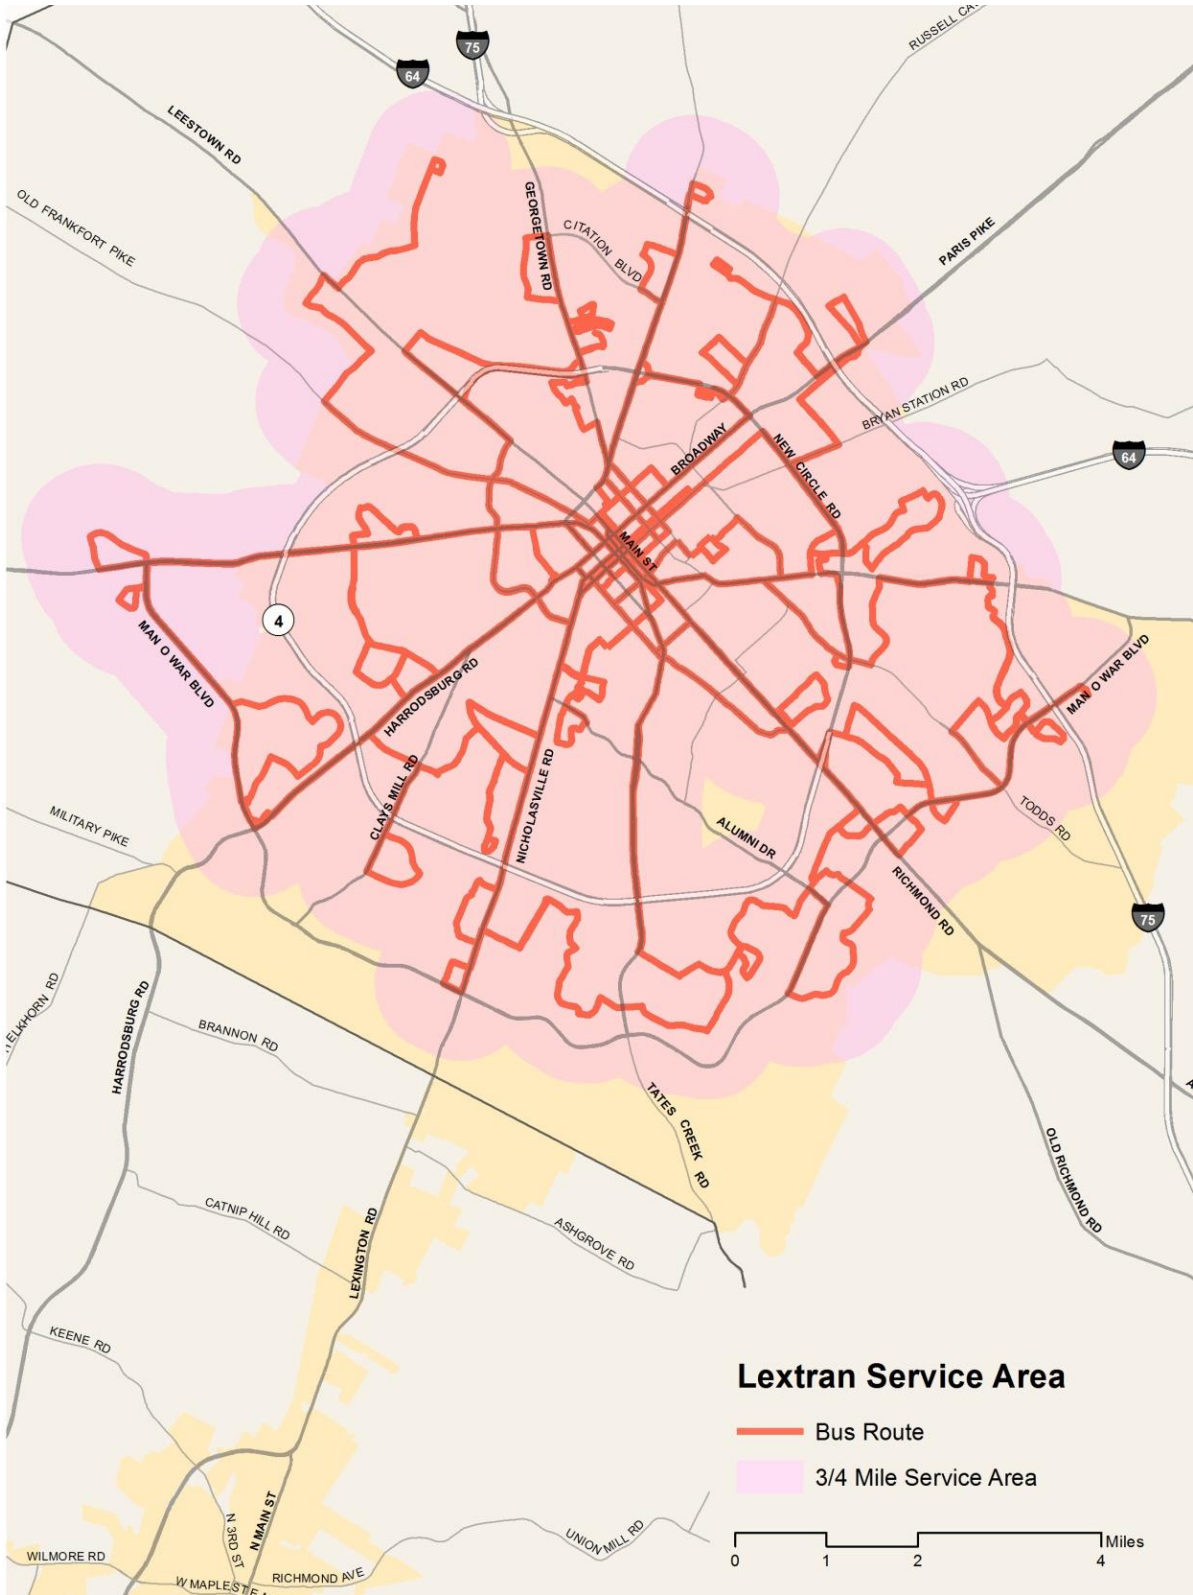 75
64
RUSSELL CA
LEESTOWN RD
OLD FRANKFORT PIKE
GEORGETOWN RD
CITATION BLVD
PARIS PIKE
BRYAN STATION RD
BROADWAY
NEW CIRCLE RD
64
MAIN ST
4
MAN O WAR BLVD
MAN O WAR BLVD
HARRODSBURG RD
CLAYS MILL RD
NICHOLASVILLE RD
MILITARY PIKE
ALUMNI DR
TODDS RD
RICHMOND RD
75
ELKHORN RD
HARRODSBURG RD
BRANNON RD
TATES CREEK RD
A
OLD RICHMOND RD
CATNIP HILL RD
LEXINGTON RD
ASHGROVE RD
KEENE RD
Lextran Service Area
Bus Route
3/4 Mile Service Area
Miles
0 1 2 4
N 3RD ST
N MAIN ST
UNION MILL RD
WILMORE RD
RICHMOND AVE
W MAPLE ST